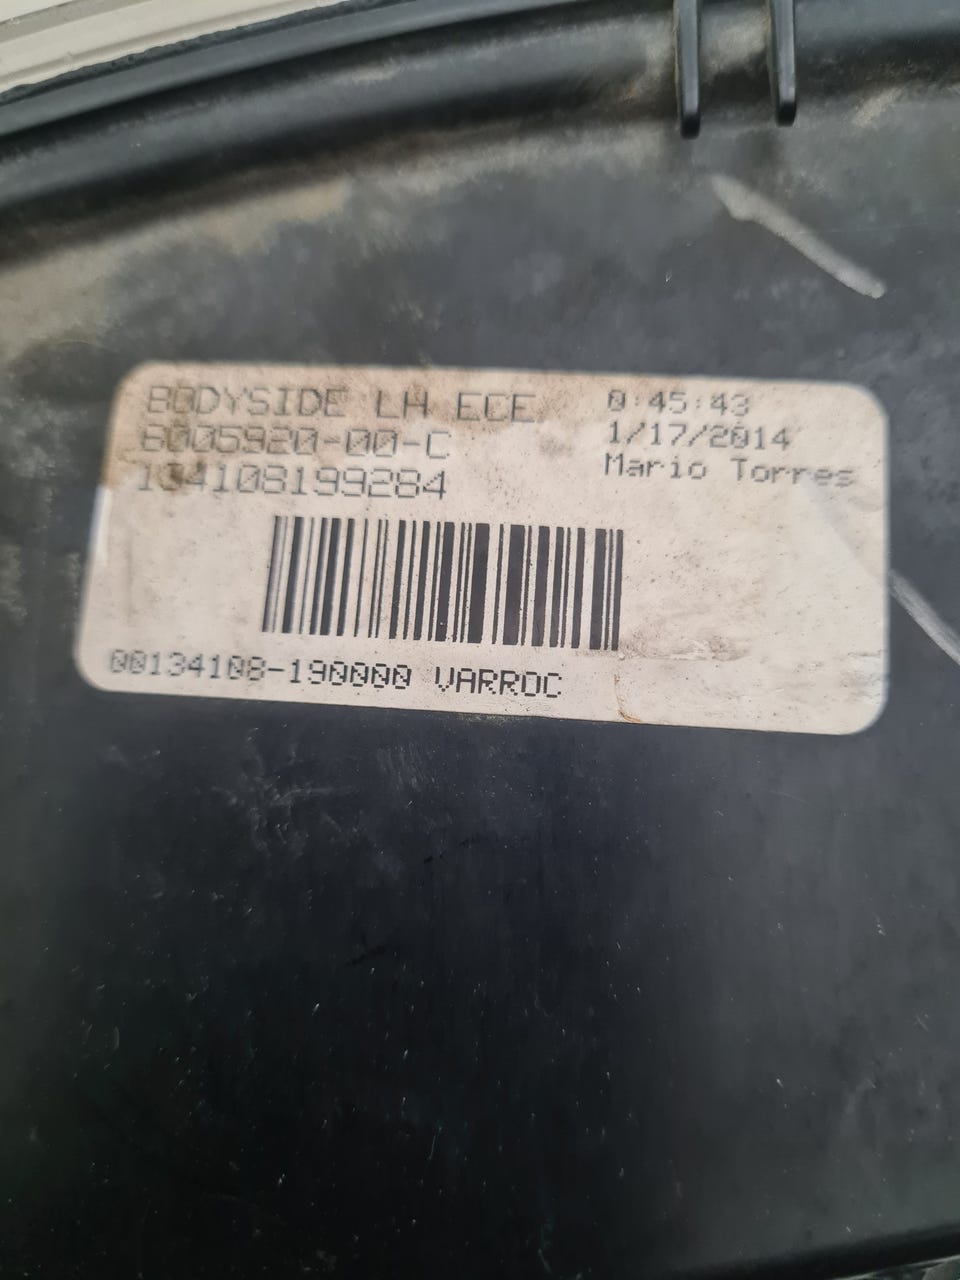 BODYSIDE LH ECE
6005920-00-C
134108199284
0:45:43
1/17/2014
Mario Torres
00134108-190000 VARROC